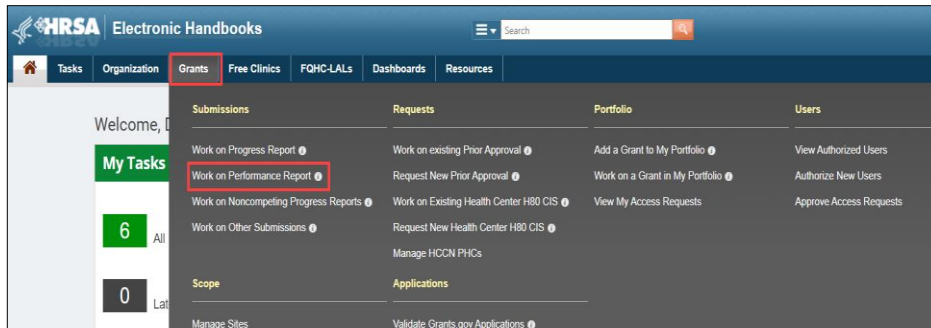 HRSA Electronic Handbooks
Search
Tasks Organization Grants Free Clinics FQHC-LALs Dashboards Resources
Welcome,
My Tasks
6 All
0 Lat
Submissions
Work on Progress Report
Work on Performance Report
Work on Noncompeting Progress Reports
Work on Other Submissions
Requests
Work on existing Prior Approval
Request New Prior Approval
Work on Existing Health Center H80 CIS
Request New Health Center H80 CIS
Manage HCCN PHCs
Portfolio
Add a Grant to My Portfolio
Work on a Grant in My Portfolio
View My Access Requests
Users
View Authorized Users
Authorize New Users
Approve Access Requests
Scope
Manage Sites
Applications
Validate Grants.gov Applications